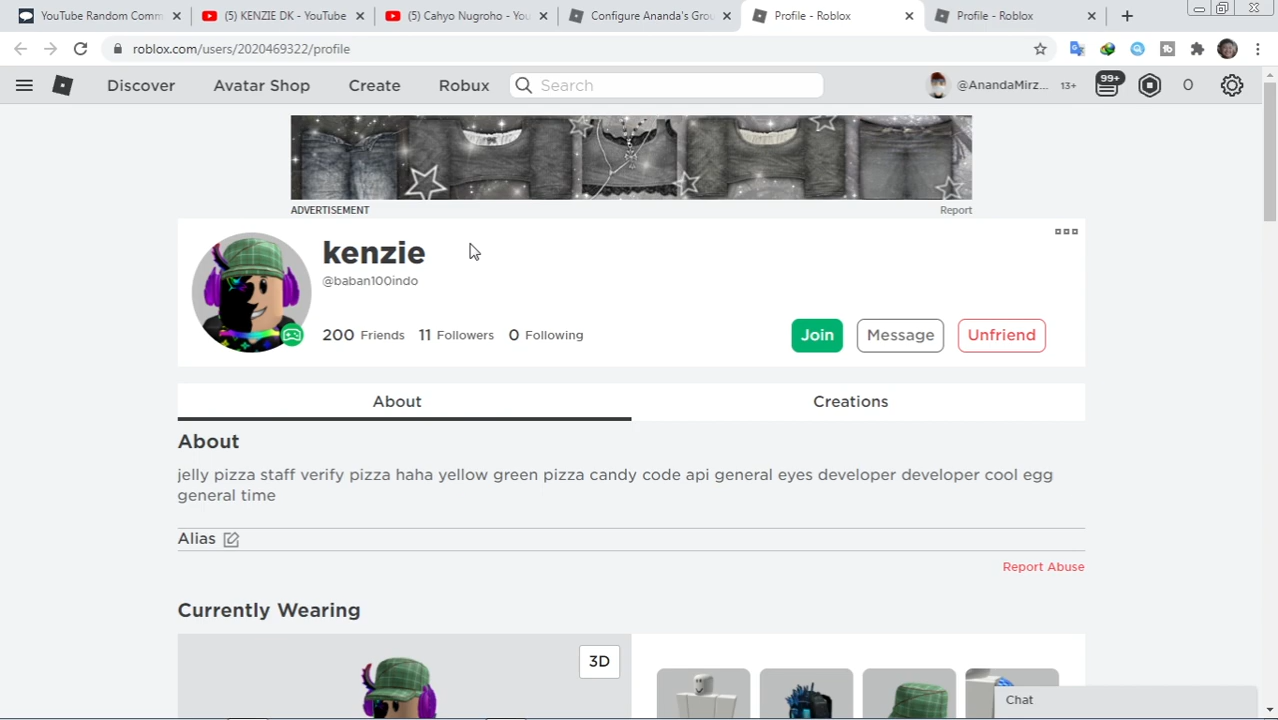 YouTube Random Comm
(5) KENZIE DK - YouTube
(5) Cahyo Nugroho - You
Configure Ananda's Grou
Profile - Roblox
Profile - Roblox
roblox.com/users/2020469322/profile
Discover
Avatar Shop
Create
Robux
Search
@AnandaMirz...
13+
99+
0
ADVERTISEMENT
Report
kenzie
@baban100indo
200 Friends 11 Followers 0 Following
Join
Message
Unfriend
About
Creations
About
jelly pizza staff verify pizza haha yellow green pizza candy code api general eyes developer developer cool egg
general time
Alias
Report Abuse
Currently Wearing
3D
Chat